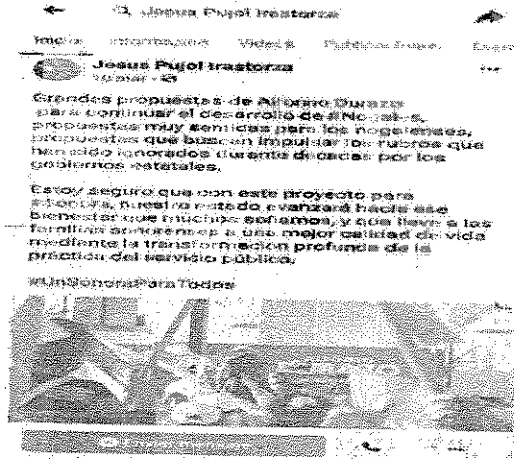 Jesus Pujol Irastorza
Inicio Información Videos Publicaciones
Jesus Pujol Irastorza
Grandes propuestas de Alfonso Durazo
para continuar el desarrollo de #Nogales,
propuestas muy sentidas para los nogalenses,
propuestas que buscan impulsar los rubros que
han sido ignorados durante décadas por los
gobiernos estatales.
Estoy seguro que con este proyecto para
#Sonora, nuestro estado avanzará hacia ese
bienestar que muchos soñamos, y que lleve a las
familias sonorenses a una mejor calidad de vida
mediante la transformación profunda de la
práctica del servicio público.
#UnSonoraParaTodos